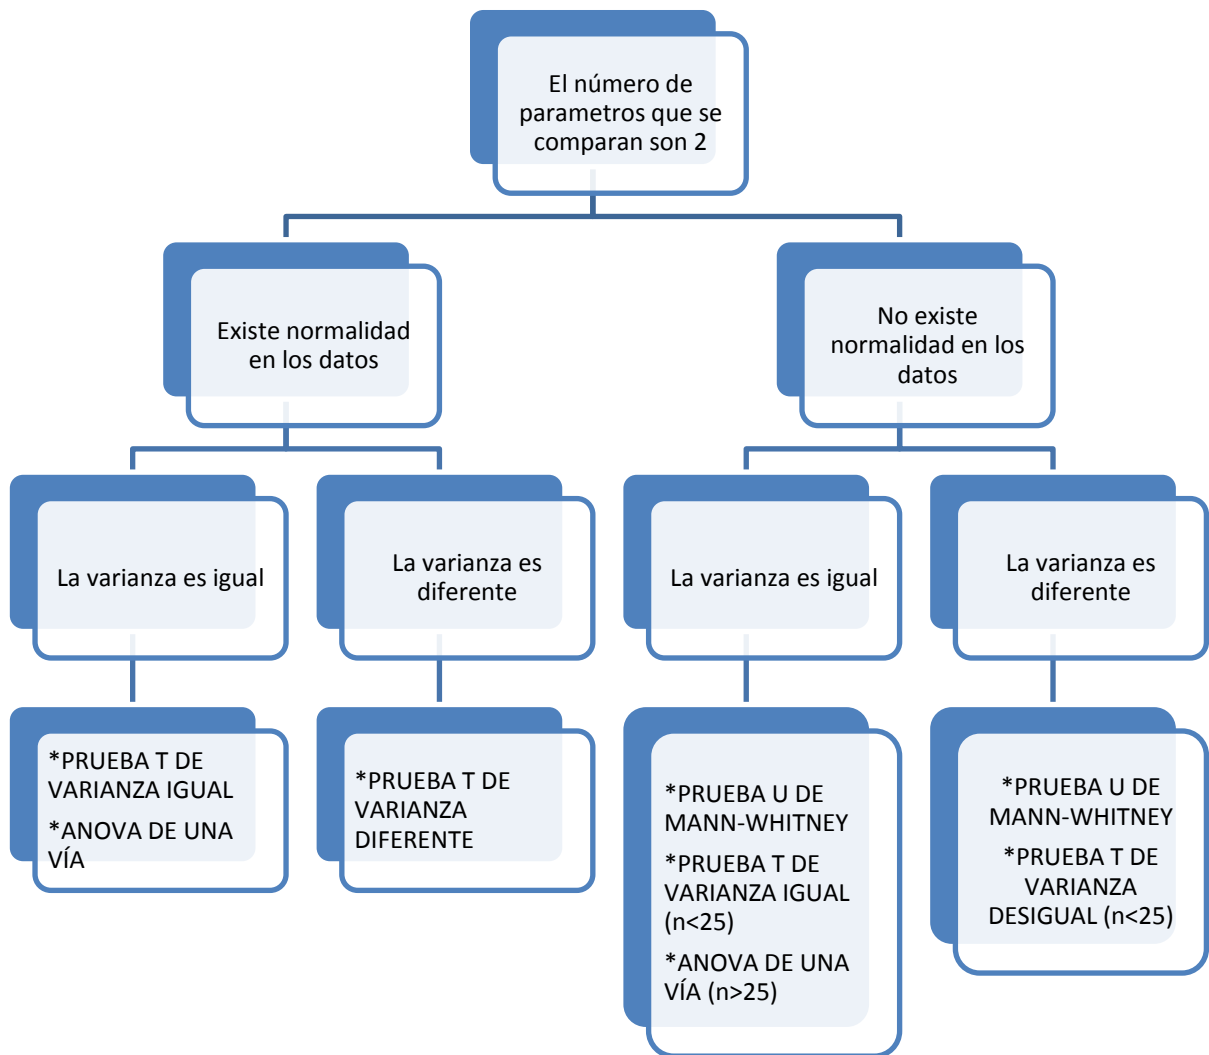 El número de
parametros que se
comparan son 2
Existe normalidad
en los datos
No existe
normalidad en los
datos
La varianza es igual
La varianza es
diferente
La varianza es igual
La varianza es
diferente
*PRUEBA T DE
VARIANZA IGUAL
*ANOVA DE UNA
VÍA
*PRUEBA T DE
VARIANZA
DIFERENTE
*PRUEBA U DE
MANN-WHITNEY
*PRUEBA T DE
VARIANZA IGUAL
(n<25)
*ANOVA DE UNA
VÍA (n>25)
*PRUEBA U DE
MANN-WHITNEY
*PRUEBA T DE
VARIANZA
DESIGUAL (n<25)